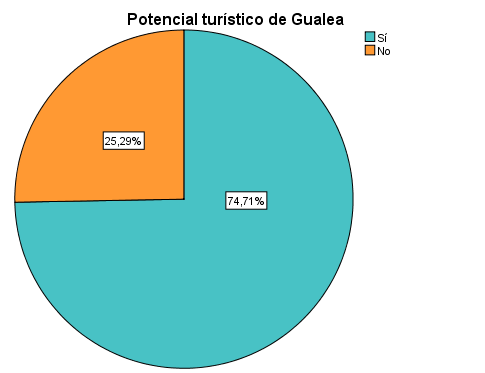 Potencial turístico de Gualea
Sí
No
25,29%
74,71%